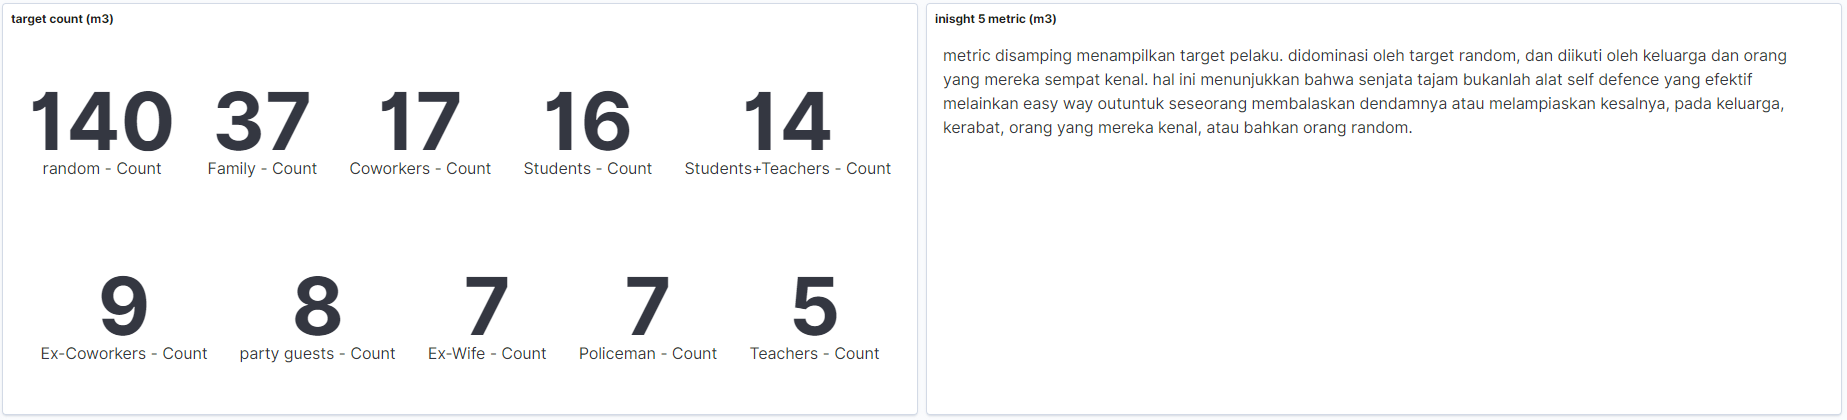 target count (m3)
140 37 17 16 14
random - Count Family - Count Coworkers - Count Students - Count Students+Teachers - Count
9 8 7 7 5
Ex-Coworkers - Count party guests - Count Ex-Wife - Count Policeman - Count Teachers - Count
inisght 5 metric (m3)
metric disamping menampilkan target pelaku. didominasi oleh target random, dan diikuti oleh keluarga dan orang
yang mereka sempat kenal. hal ini menunjukkan bahwa senjata tajam bukanlah alat self defence yang efektif
melainkan easy way outuntuk seseorang membalaskan dendamnya atau melampiaskan kesalnya, pada keluarga,
kerabat, orang yang mereka kenal, atau bahkan orang random.